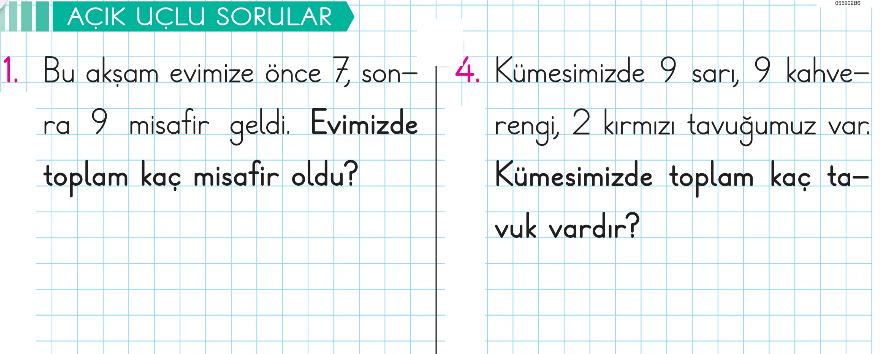 AÇIK UÇLU SORULAR
1. Bu akşam evimize önce 7, son-
ra 9 misafir geldi. Evimizde
toplam kaç misafir oldu?
4. Kümesimizde 9 sarı, 9 kahve-
rengi, 2 kırmızı tavuğumuz var.
Kümesimizde toplam kaç ta-
vuk vardır?